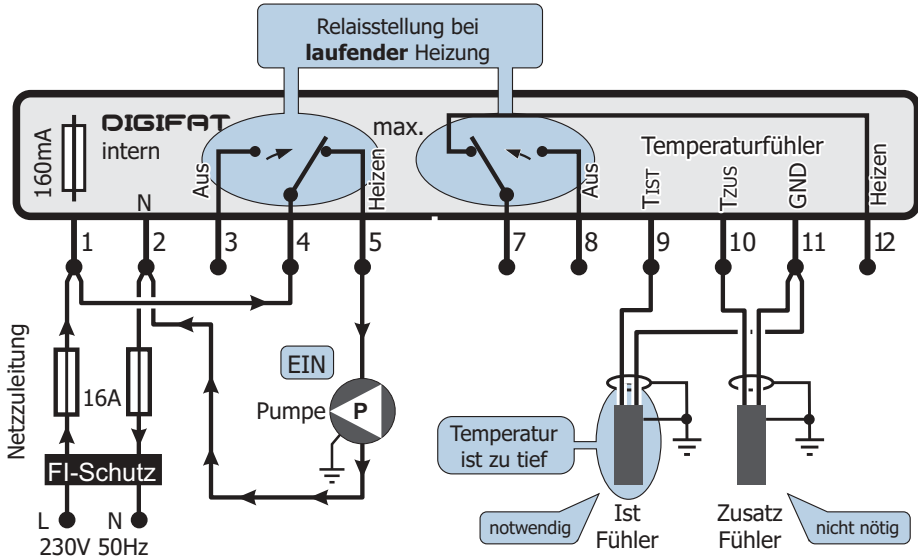 Relaisstellung bei
laufender Heizung
DIGIFAT
intern
160mA
N
Aus
Heizen
max.
Aus
Temperaturfühler
TIST
TZUS
GND
Heizen
1
2
3
4
5
7
8
9
10
11
12
Netzzuleitung
16A
EIN
Pumpe
P
FI-Schutz
L
N
230V 50Hz
Temperatur
ist zu tief
notwendig
Ist
Fühler
Zusatz
Fühler
nicht nötig